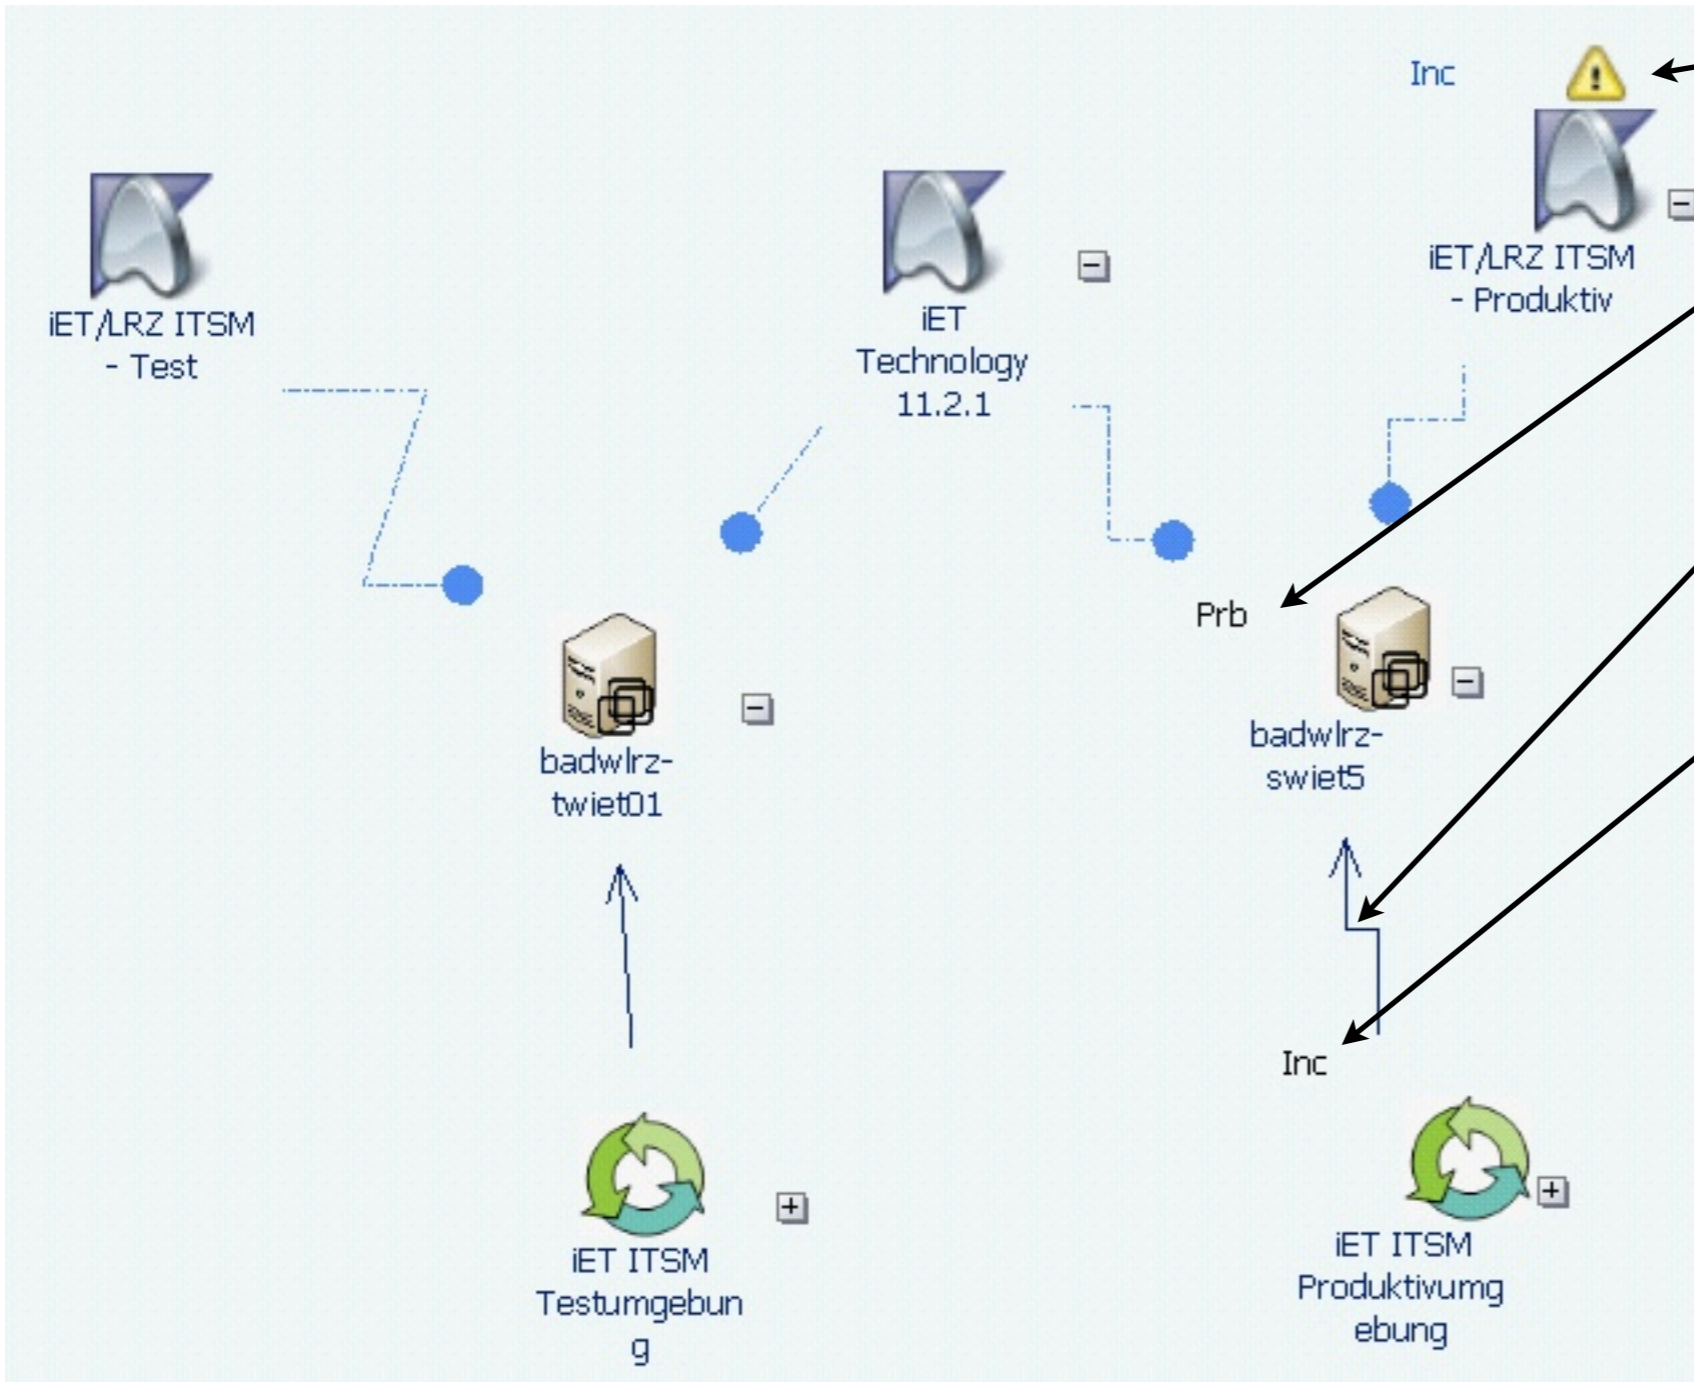 Inc
iET/LRZ ITSM
- Test
iET
Technology
11.2.1
iET/LRZ ITSM
- Produktiv
Prb
badwlrz-
twiet01
badwlrz-
swiet5
Inc
iET ITSM
Testumgebun
g
iET ITSM
Produktivumg
ebung